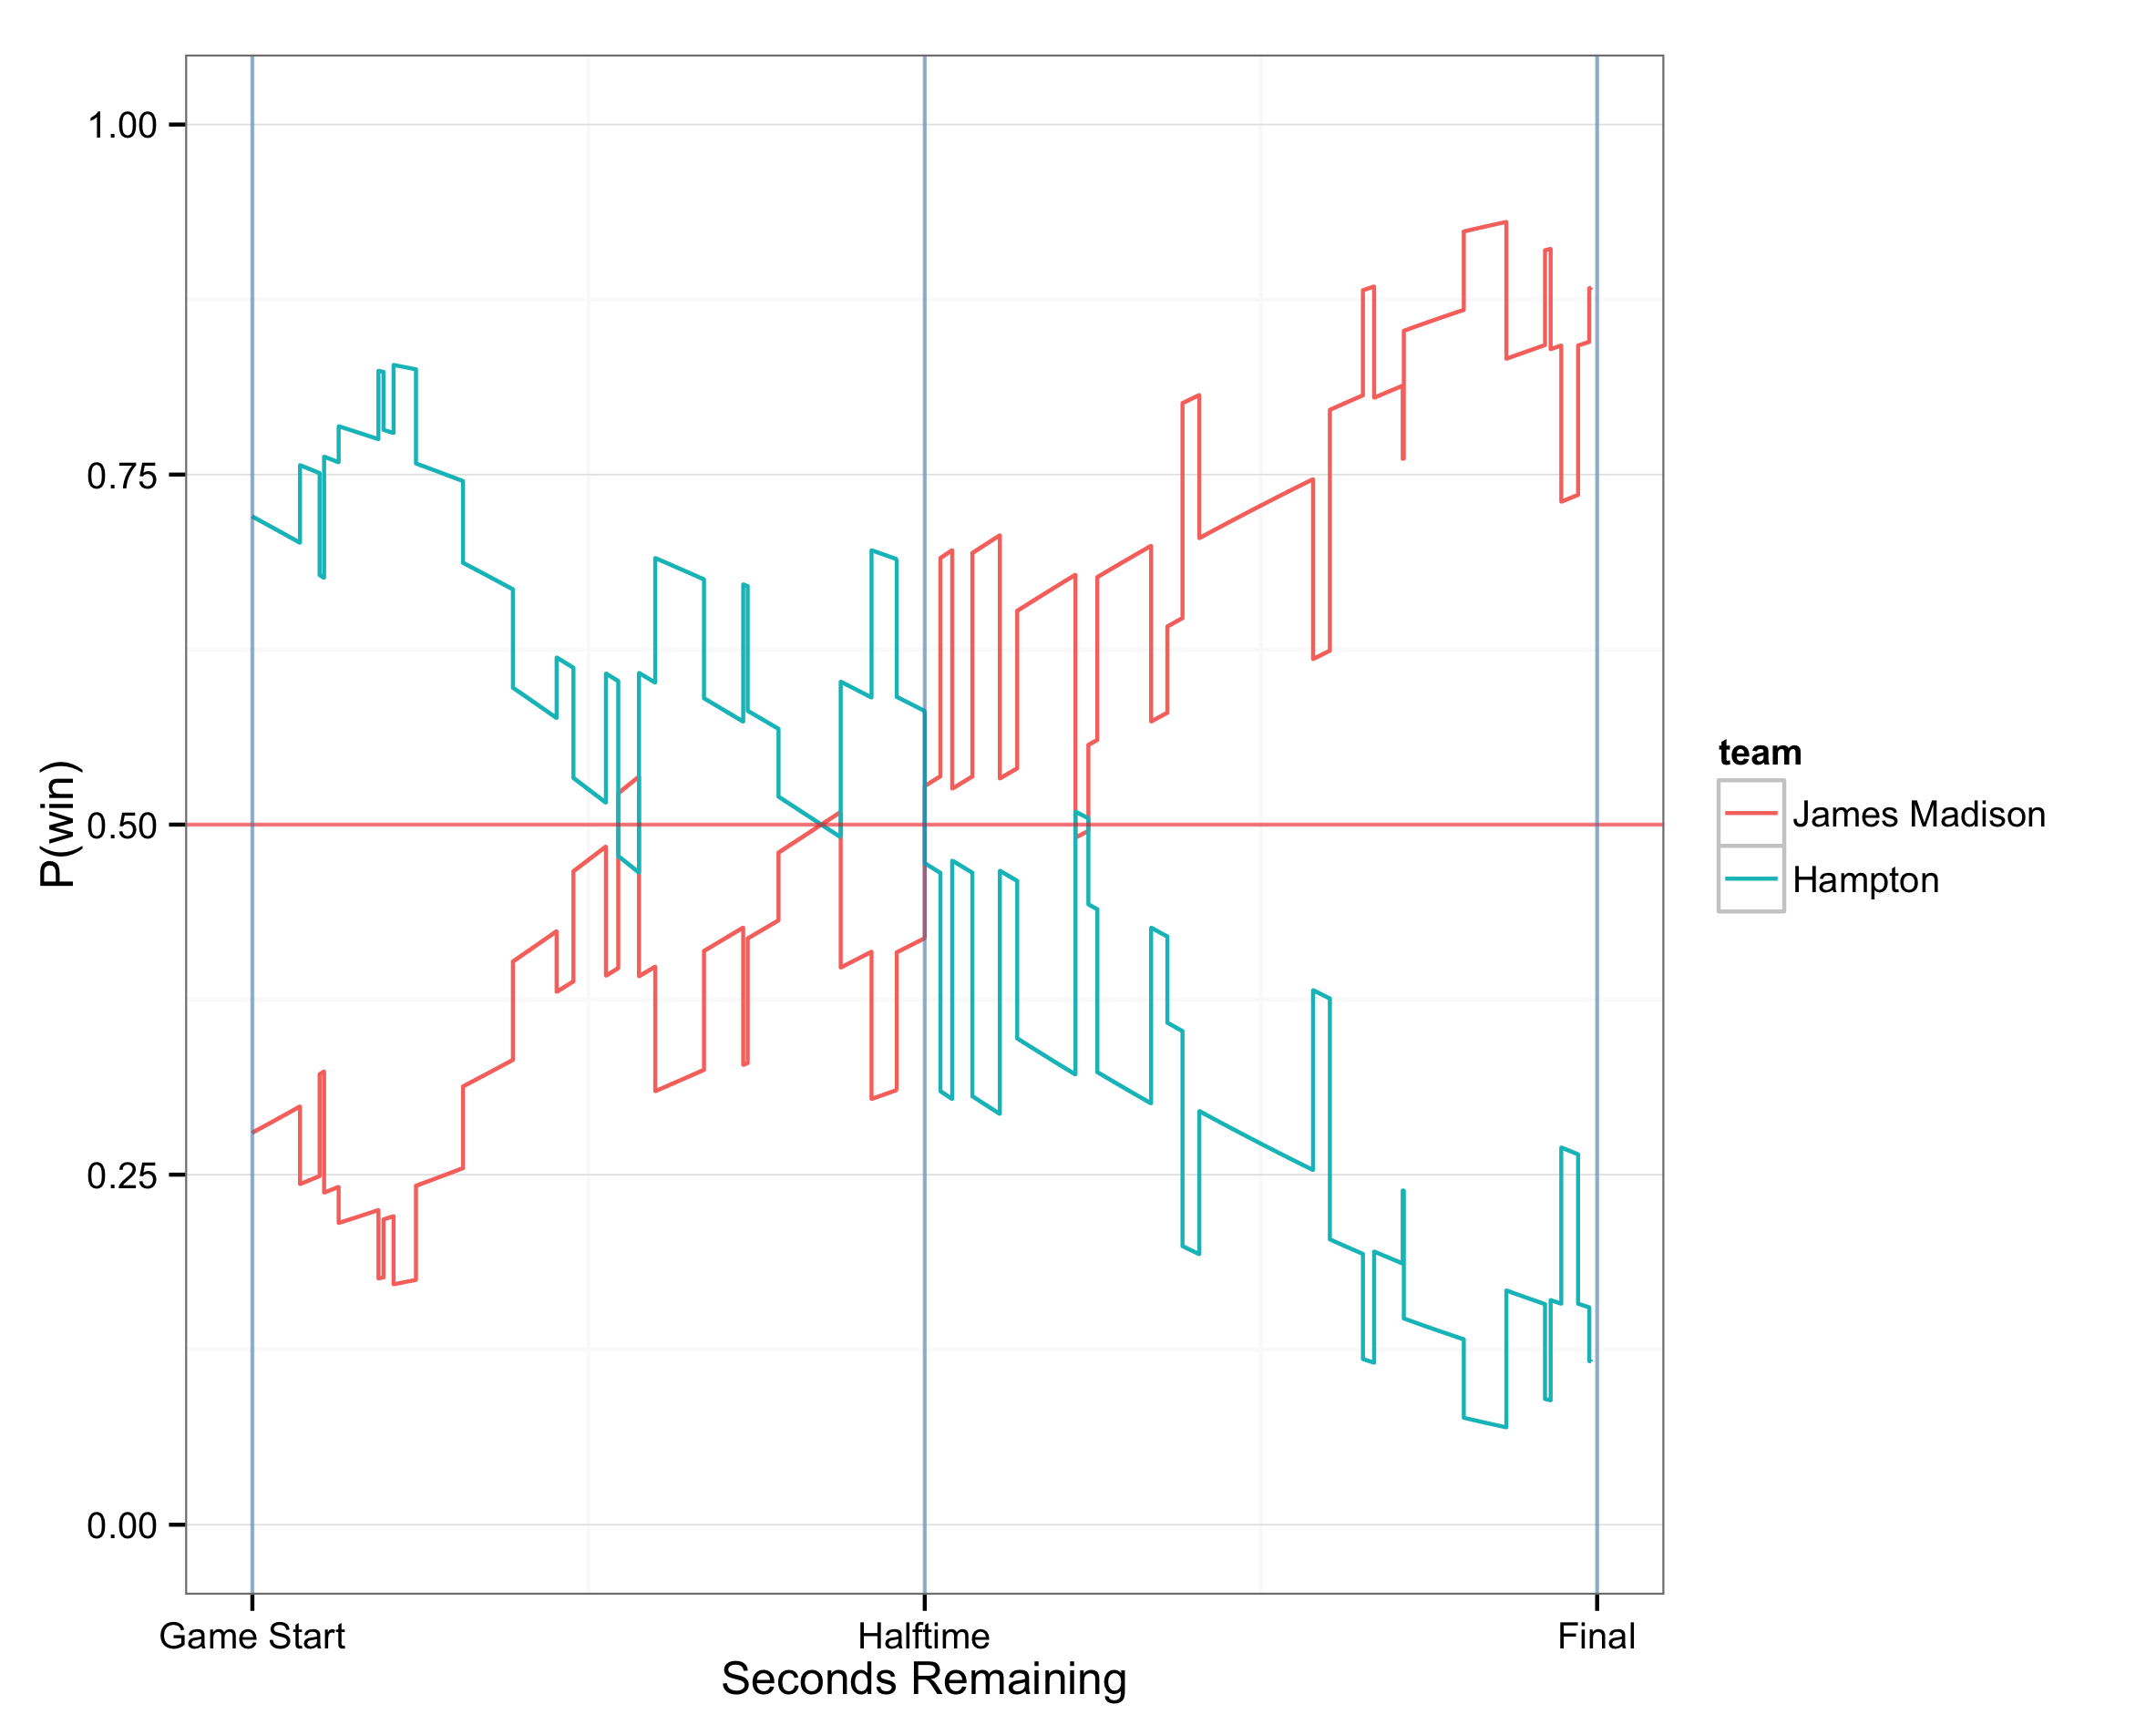 1.00
0.75
0.50
0.25
0.00
P(win)
Game Start
Halftime
Final
Seconds Remaining
team
James Madison
Hampton